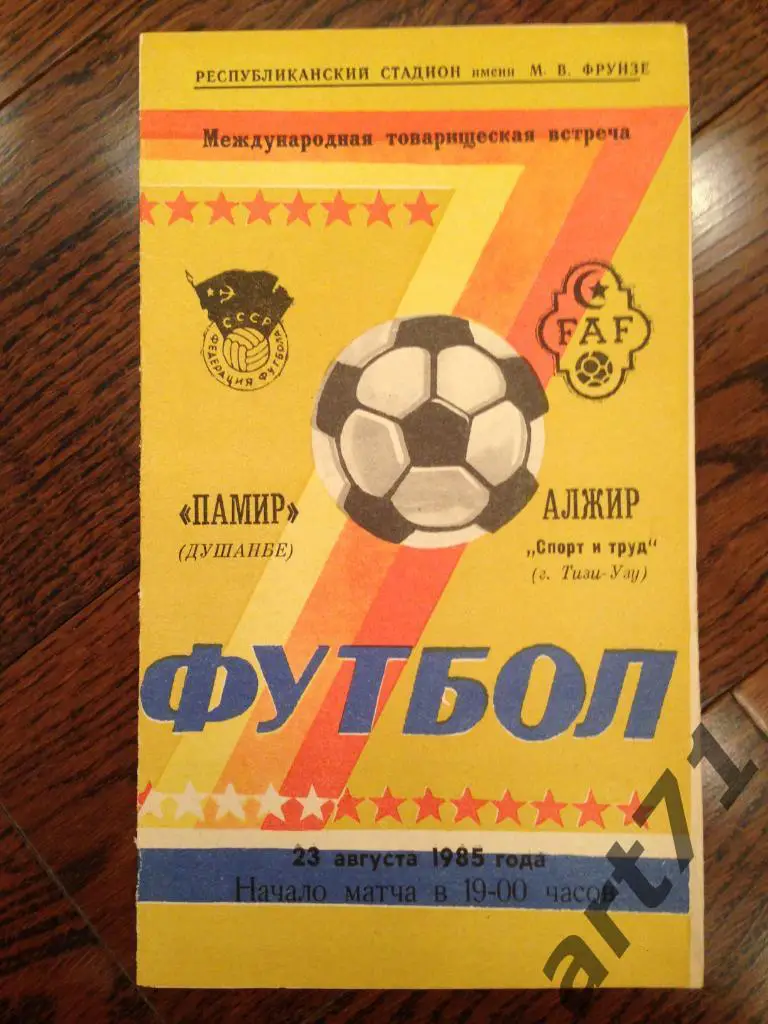 РЕСПУБЛИКАНСКИЙ СТАДИОН имени М. В. ФРУНЗЕ
Международная товарищеская встреча
СССР
ФЕДЕРАЦИЯ ФУТБОЛА
FAF
«ПАМИР»
(ДУШАНБЕ)
АЛЖИР
„Спорт и труд"
(г. Тизи-Узу)
ФУТБОЛ
23 августа 1985 года
Начало матча в 19-00 часов
art71